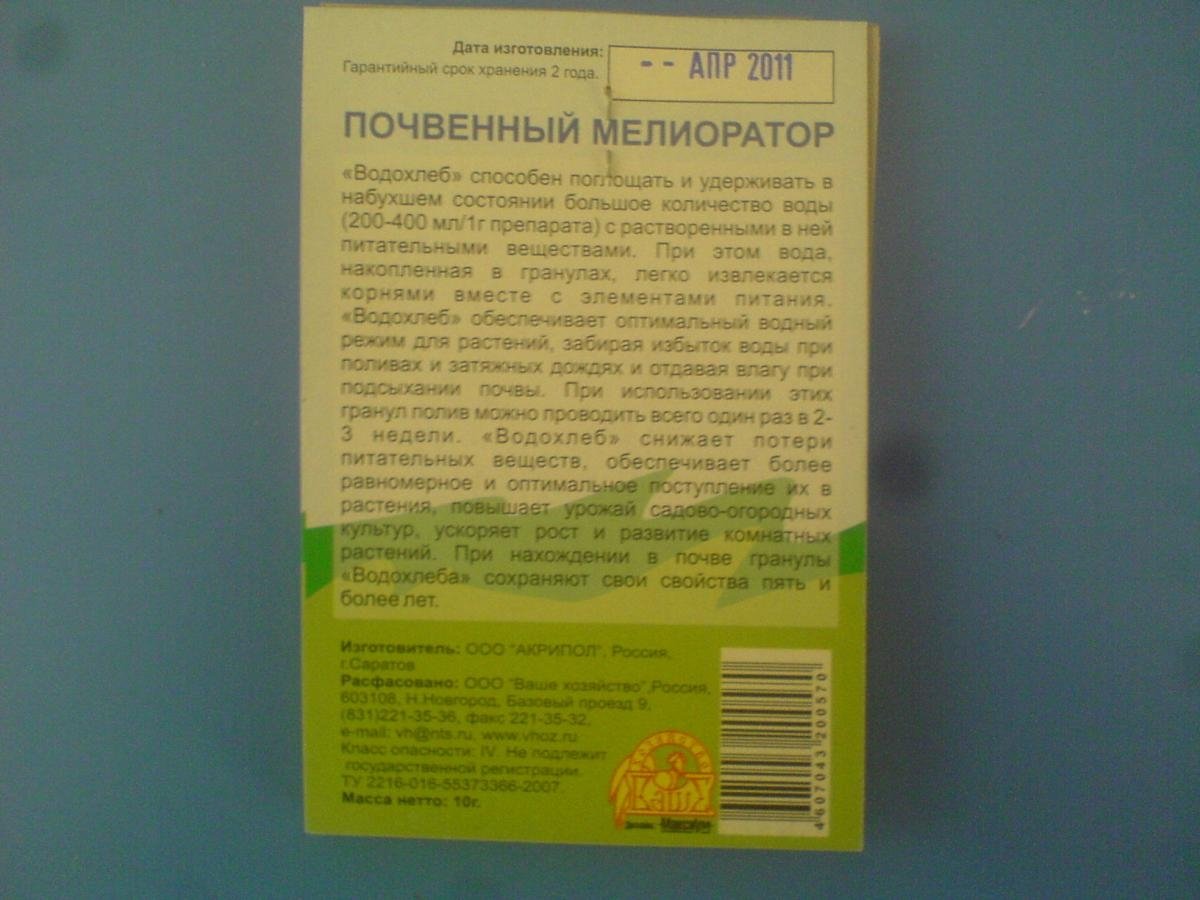 Дата изготовления:
-- АПР 2011
Гарантийный срок хранения 2 года.
ПОЧВЕННЫЙ МЕЛИОРАТОР
«Водохлеб» способен поглощать и удерживать в
набухшем состоянии большое количество воды
(200-400 мл/1г препарата) с растворенными в ней
питательными веществами. При этом вода,
накопленная в гранулах, легко извлекается
корнями вместе с элементами питания.
«Водохлеб» обеспечивает оптимальный водный
режим для растений, забирая избыток воды при
поливах и затяжных дождях и отдавая влагу при
подсыхании почвы. При использовании этих
гранул полив можно проводить всего один раз в 2-
3 недели. «Водохлеб» снижает потери
питательных веществ, обеспечивает более
равномерное и оптимальное поступление их в
растения, повышает урожай садово-огородных
культур, ускоряет рост и развитие комнатных
растений. При нахождении в почве гранулы
«Водохлеба» сохраняют свои свойства пять и
более лет.
Изготовитель: ООО "АКРИПОЛ", Россия,
г.Саратов
Расфасовано: ООО "Ваше хозяйство",Россия,
603108, Н.Новгород, Базовый проезд 9,
(831)221-35-36, факс 221-35-32,
e-mail: vh@nts.ru, www.vhoz.ru
Класс опасности: IV. Не подлежит
государственной регистрации.
ТУ 2216-016-55373366-2007.
Масса нетто: 10г.
ХОЗЯЙСТВО
ВАШЕ
4 607043 200570